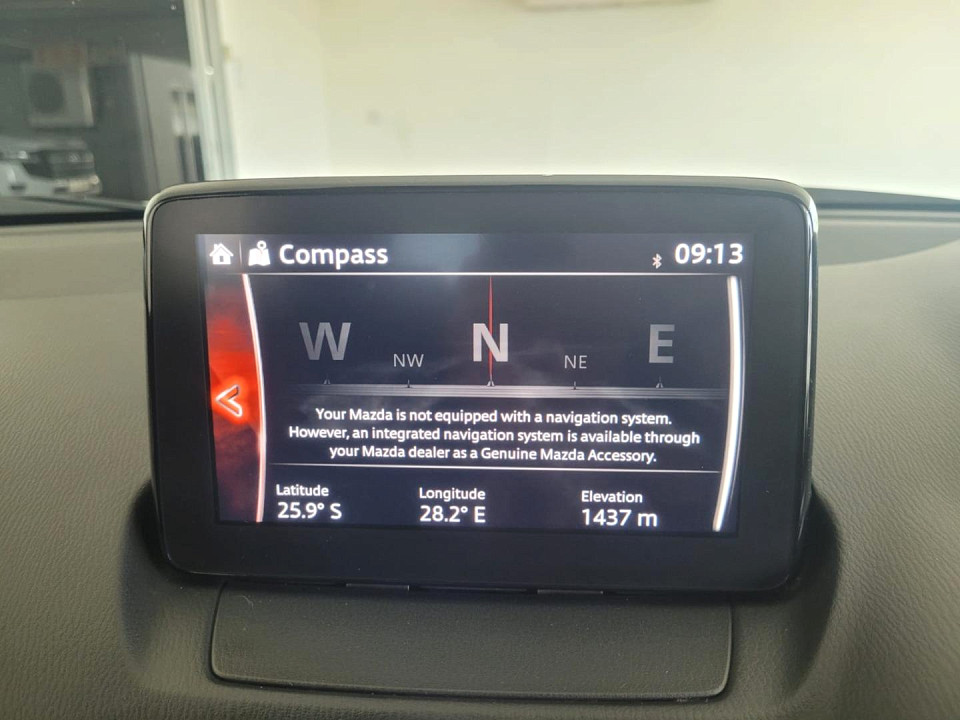 Compass 09:13
W NW N NE E
Your Mazda is not equipped with a navigation system.
However, an integrated navigation system is available through
your Mazda dealer as a Genuine Mazda Accessory.
Latitude Longitude Elevation
25.9° S 28.2° E 1437 m